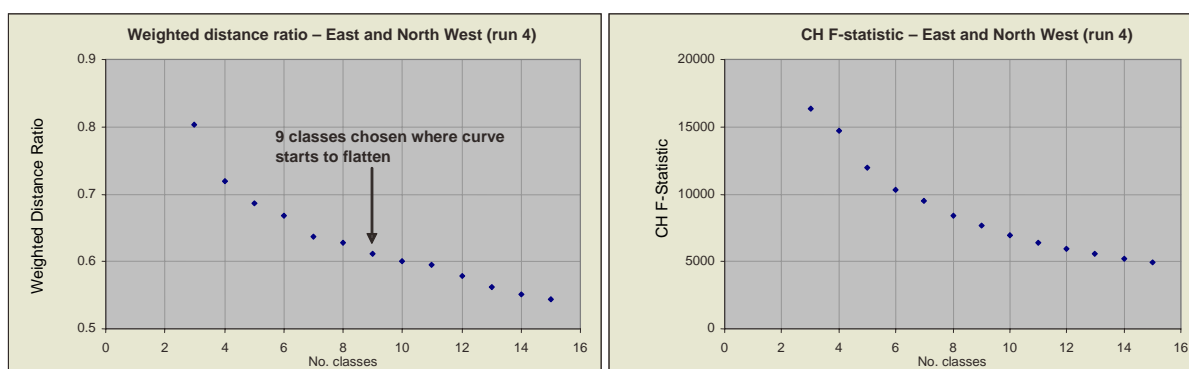 Weighted distance ratio – East and North West (run 4)
Weighted Distance Ratio
0.9
0.8
0.7
0.6
0.5
9 classes chosen where curve
starts to flatten
0 2 4 6 8 10 12 14 16
No. classes
CH F-statistic – East and North West (run 4)
CH F-Statistic
20000
15000
10000
5000
0
0 2 4 6 8 10 12 14 16
No. classes